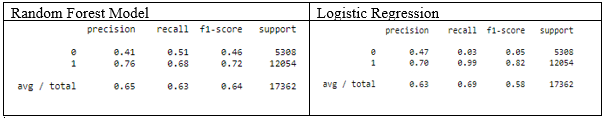 Random Forest Model
precision recall f1-score support
0 0.41 0.51 0.46 5308
1 0.76 0.68 0.72 12054
avg / total 0.65 0.63 0.64 17362
Logistic Regression
precision recall f1-score support
0 0.47 0.03 0.05 5308
1 0.70 0.99 0.82 12054
avg / total 0.63 0.69 0.58 17362